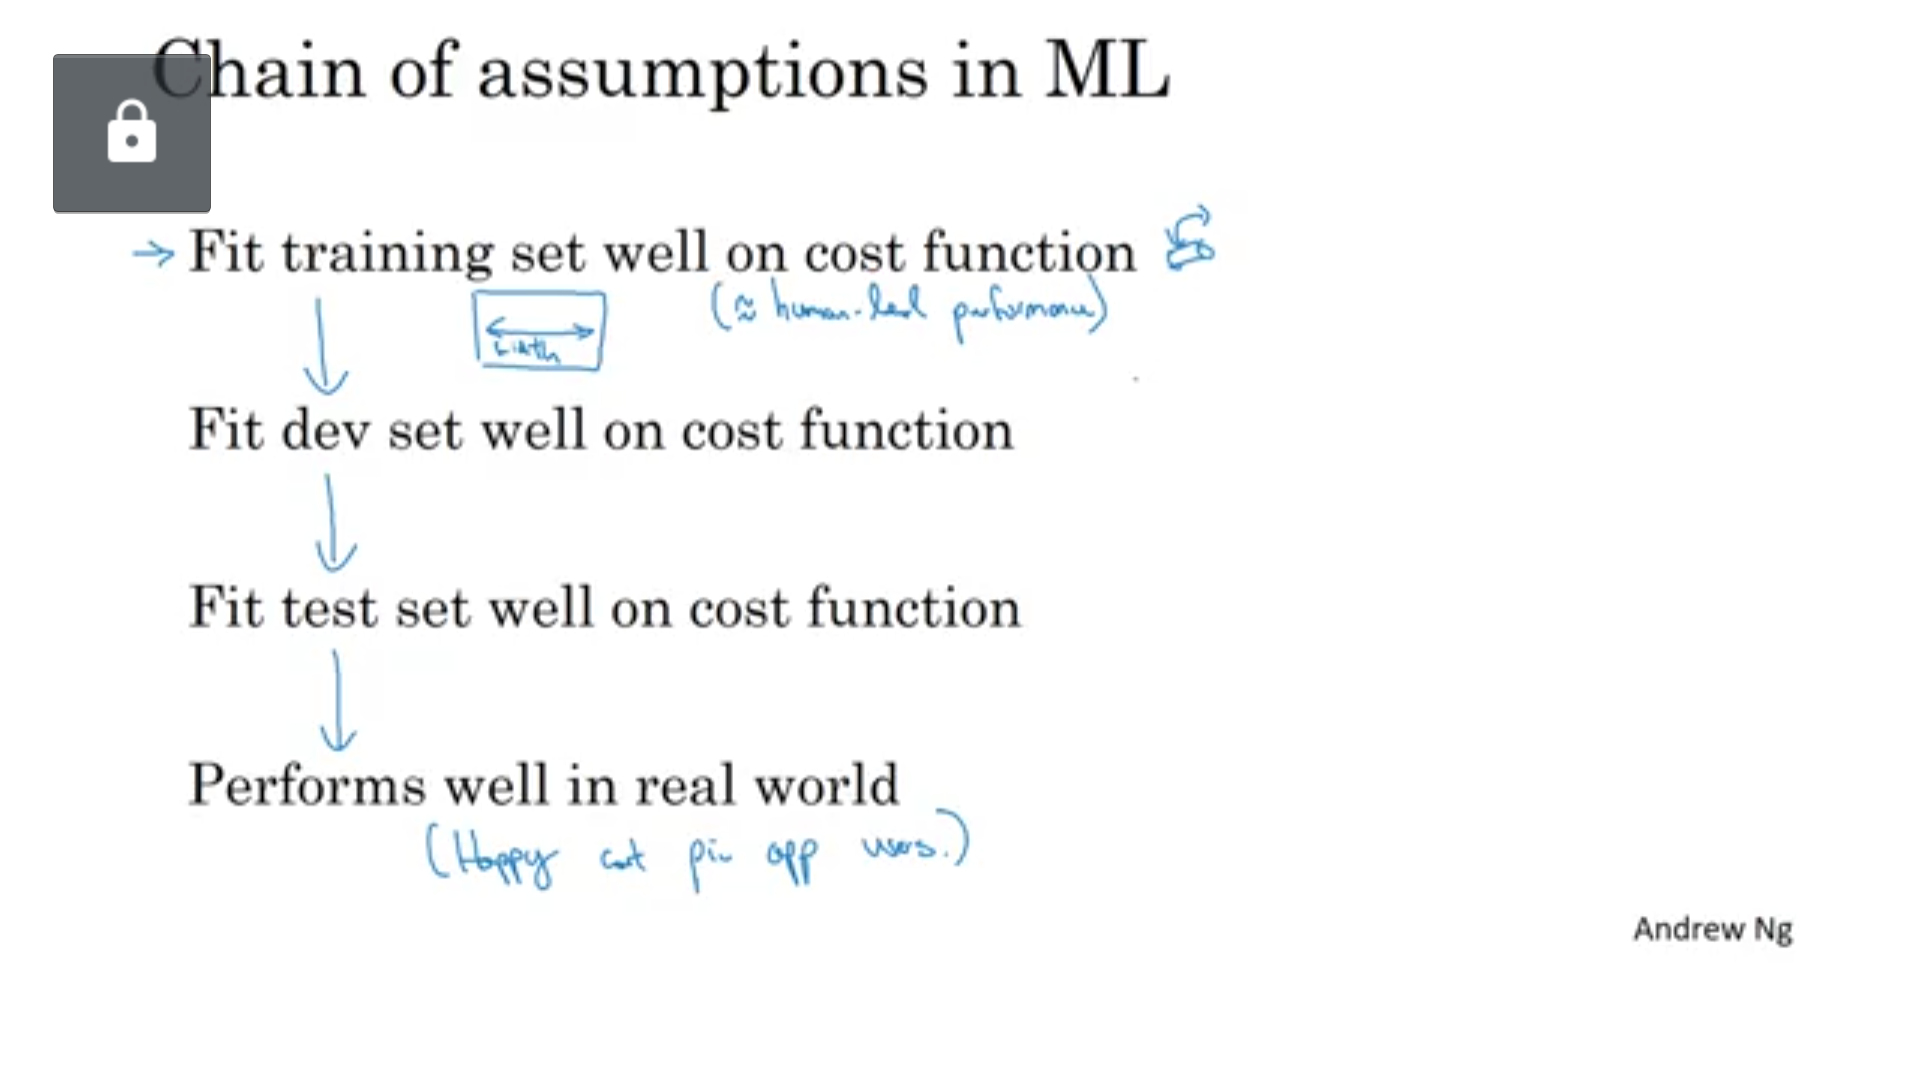 Chain of assumptions in ML
→ Fit training set well on cost function
(≈ human-level performance)
width
Fit dev set well on cost function
Fit test set well on cost function
Performs well in real world
(Happy cat pic app users.)
Andrew Ng